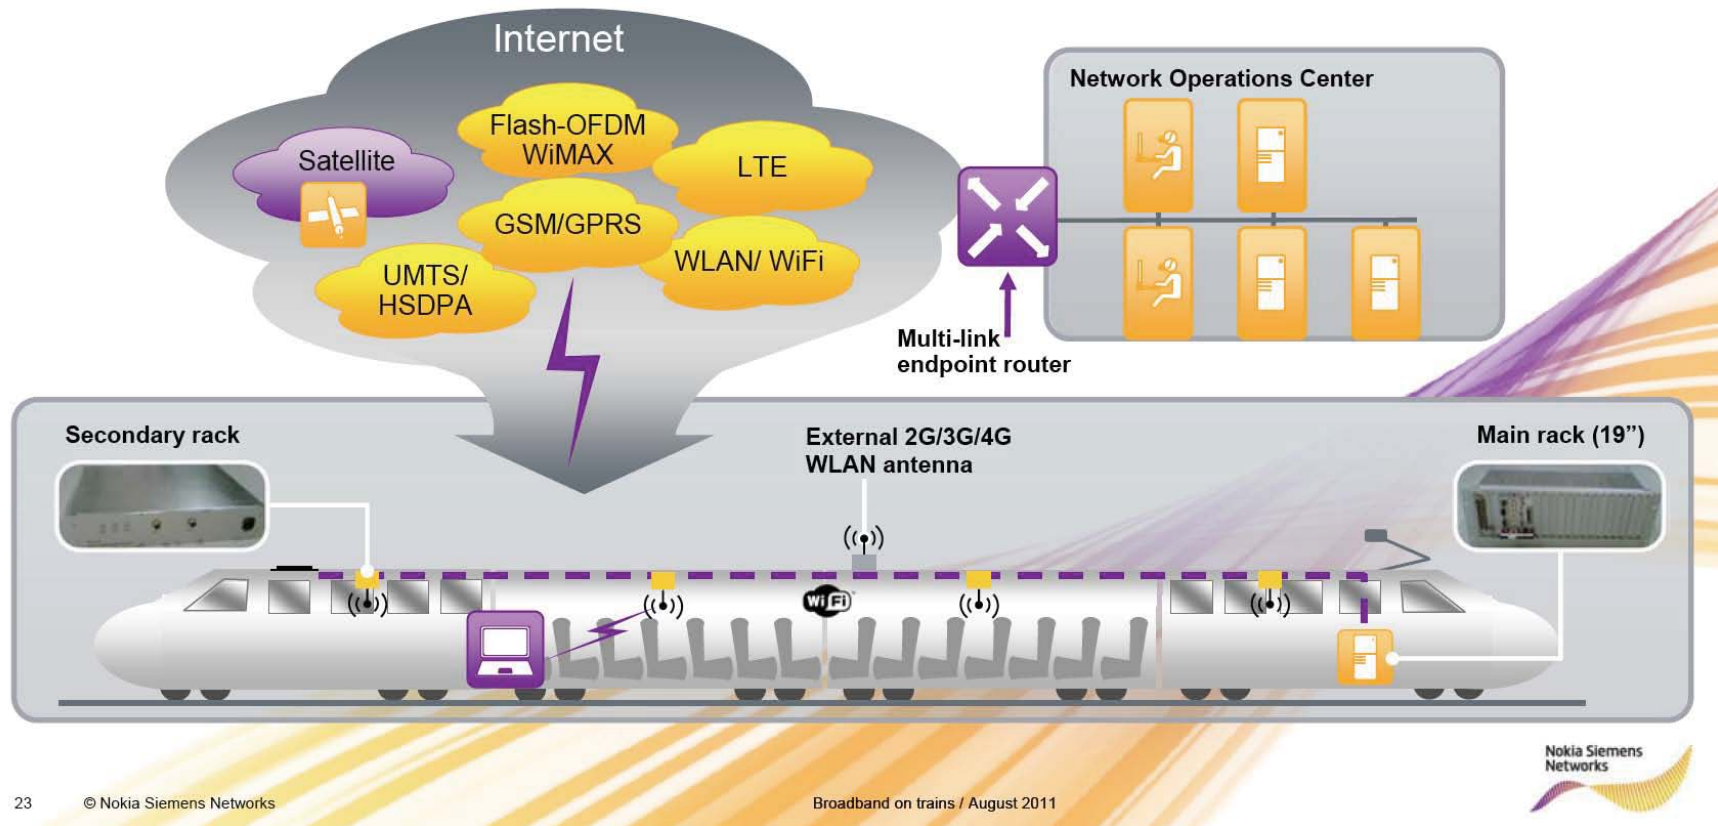 Internet
Satellite
Flash-OFDM
WiMAX
LTE
GSM/GPRS
UMTS/
HSDPA
WLAN/ WiFi
Network Operations Center
Multi-link
endpoint router
Secondary rack
External 2G/3G/4G
WLAN antenna
Main rack (19”)
WiFi
Nokia Siemens
Networks
23
© Nokia Siemens Networks
Broadband on trains / August 2011